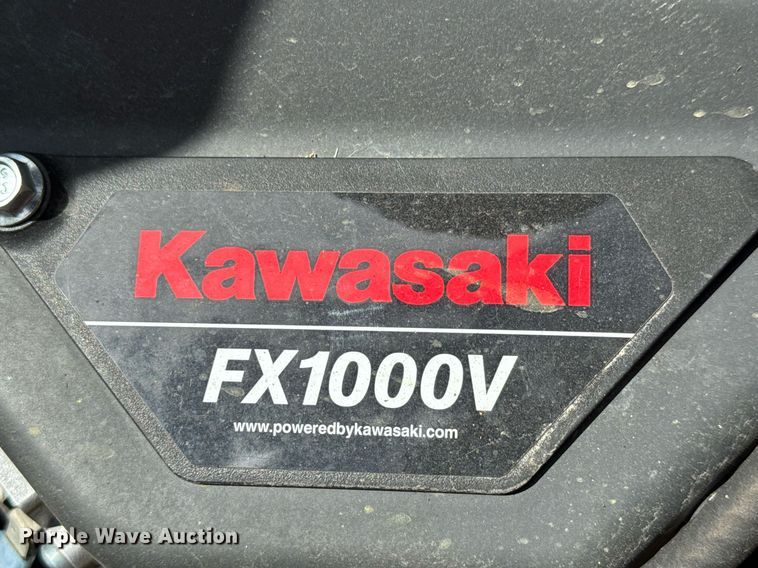 Kawasaki
FX1000V
www.poweredbykawasaki.com
Purple Wave Auction